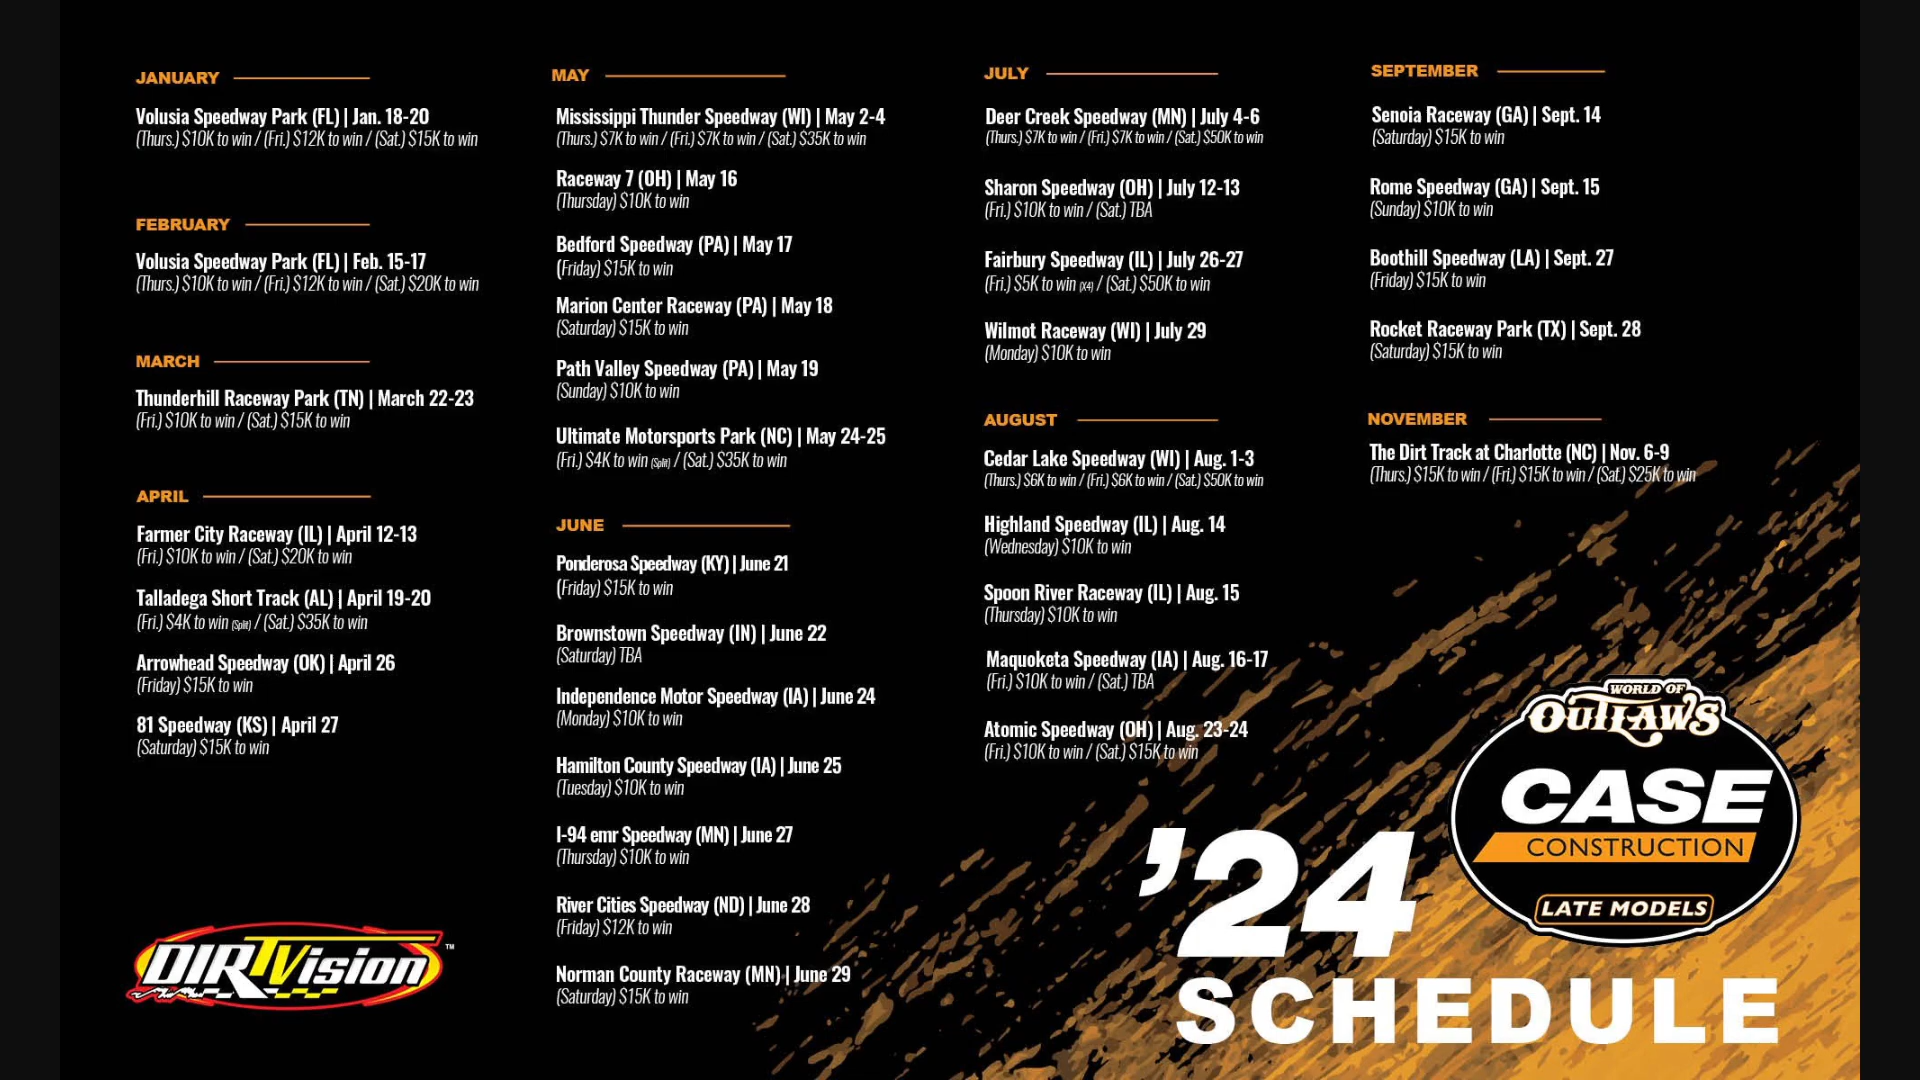 JANUARY
Volusia Speedway Park (FL) | Jan. 18-20
(Thurs.) $10K to win / (Fri.) $12K to win / (Sat.) $15K to win
FEBRUARY
Volusia Speedway Park (FL) | Feb. 15-17
(Thurs.) $10K to win / (Fri.) $12K to win / (Sat.) $20K to win
MARCH
Thunderhill Raceway Park (TN) | March 22-23
(Fri.) $10K to win / (Sat.) $15K to win
APRIL
Farmer City Raceway (IL) | April 12-13
(Fri.) $10K to win / (Sat.) $20K to win
Talladega Short Track (AL) | April 19-20
(Fri.) $4K to win (Split) / (Sat.) $35K to win
Arrowhead Speedway (OK) | April 26
(Friday) $15K to win
81 Speedway (KS) | April 27
(Saturday) $15K to win
DIRTVision™
MAY
Mississippi Thunder Speedway (WI) | May 2-4
(Thurs.) $7K to win / (Fri.) $7K to win / (Sat.) $35K to win
Raceway 7 (OH) | May 16
(Thursday) $10K to win
Bedford Speedway (PA) | May 17
(Friday) $15K to win
Marion Center Raceway (PA) | May 18
(Saturday) $15K to win
Path Valley Speedway (PA) | May 19
(Sunday) $10K to win
Ultimate Motorsports Park (NC) | May 24-25
(Fri.) $4K to win (Split) / (Sat.) $35K to win
JUNE
Ponderosa Speedway (KY) | June 21
(Friday) $15K to win
Brownstown Speedway (IN) | June 22
(Saturday) TBA
Independence Motor Speedway (IA) | June 24
(Monday) $10K to win
Hamilton County Speedway (IA) | June 25
(Tuesday) $10K to win
I-94 emr Speedway (MN) | June 27
(Thursday) $10K to win
River Cities Speedway (ND) | June 28
(Friday) $12K to win
Norman County Raceway (MN) | June 29
(Saturday) $15K to win
JULY
Deer Creek Speedway (MN) | July 4-6
(Thurs.) $7K to win / (Fri.) $7K to win / (Sat.) $50K to win
Sharon Speedway (OH) | July 12-13
(Fri.) $10K to win / (Sat.) TBA
Fairbury Speedway (IL) | July 26-27
(Fri.) $5K to win (X4) / (Sat.) $50K to win
Wilmot Raceway (WI) | July 29
(Monday) $10K to win
AUGUST
Cedar Lake Speedway (WI) | Aug. 1-3
(Thurs.) $6K to win / (Fri.) $6K to win / (Sat.) $50K to win
Highland Speedway (IL) | Aug. 14
(Wednesday) $10K to win
Spoon River Raceway (IL) | Aug. 15
(Thursday) $10K to win
Maquoketa Speedway (IA) | Aug. 16-17
(Fri.) $10K to win / (Sat.) TBA
Atomic Speedway (OH) | Aug. 23-24
(Fri.) $10K to win / (Sat.) $15K to win
SEPTEMBER
Senoia Raceway (GA) | Sept. 14
(Saturday) $15K to win
Rome Speedway (GA) | Sept. 15
(Sunday) $10K to win
Boothill Speedway (LA) | Sept. 27
(Friday) $15K to win
Rocket Raceway Park (TX) | Sept. 28
(Saturday) $15K to win
NOVEMBER
The Dirt Track at Charlotte (NC) | Nov. 6-9
(Thurs.) $15K to win / (Fri.) $15K to win / (Sat.) $25K to win
WORLD OF
OUTLAWS
CASE
CONSTRUCTION
LATE MODELS
'24
SCHEDULE